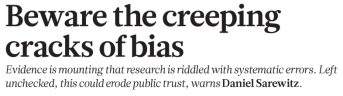 Beware the creeping
cracks of bias
Evidence is mounting that research is riddled with systematic errors. Left
unchecked, this could erode public trust, warns Daniel Sarewitz.